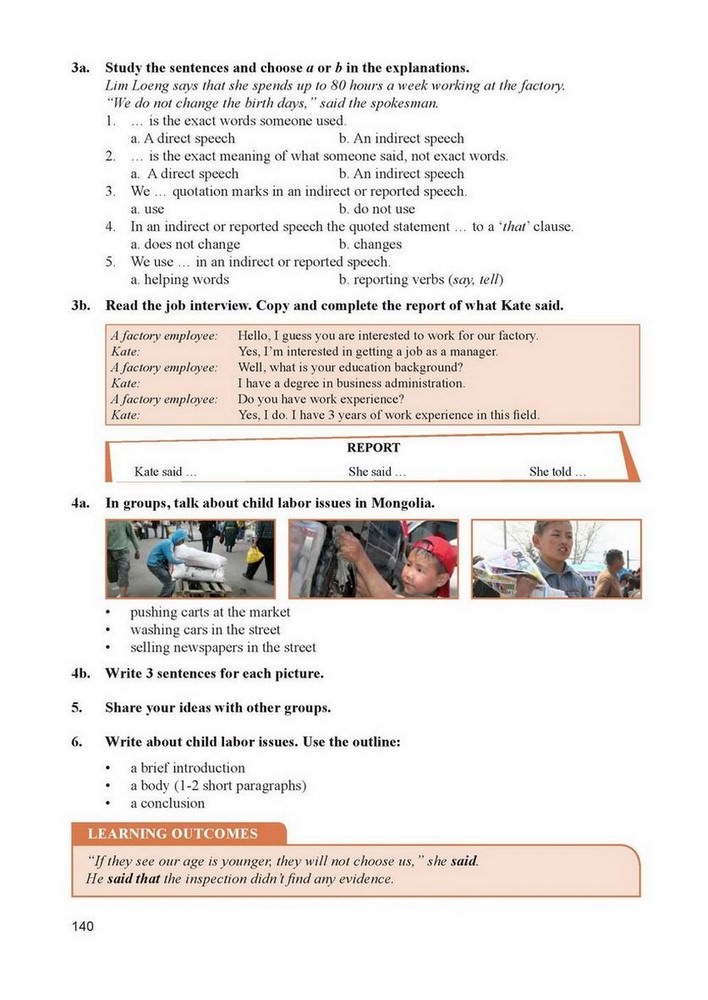 3a. Study the sentences and choose a or b in the explanations.
Lim Loeng says that she spends up to 80 hours a week working at the factory.
“We do not change the birth days,” said the spokesman.
1. … is the exact words someone used.
a. A direct speech b. An indirect speech
2. … is the exact meaning of what someone said, not exact words.
a. A direct speech b. An indirect speech
3. We … quotation marks in an indirect or reported speech.
a. use b. do not use
4. In an indirect or reported speech the quoted statement … to a ‘that’ clause.
a. does not change b. changes
5. We use … in an indirect or reported speech.
a. helping words b. reporting verbs (say, tell)
3b. Read the job interview. Copy and complete the report of what Kate said.
A factory employee: Hello, I guess you are interested to work for our factory.
Kate: Yes, I’m interested in getting a job as a manager.
A factory employee: Well, what is your education background?
Kate: I have a degree in business administration.
A factory employee: Do you have work experience?
Kate: Yes, I do. I have 3 years of work experience in this field.
REPORT
Kate said … She said … She told …
4a. In groups, talk about child labor issues in Mongolia.
• pushing carts at the market
• washing cars in the street
• selling newspapers in the street
4b. Write 3 sentences for each picture.
5. Share your ideas with other groups.
6. Write about child labor issues. Use the outline:
• a brief introduction
• a body (1-2 short paragraphs)
• a conclusion
LEARNING OUTCOMES
“If they see our age is younger, they will not choose us,” she said.
He said that the inspection didn’t find any evidence.
140